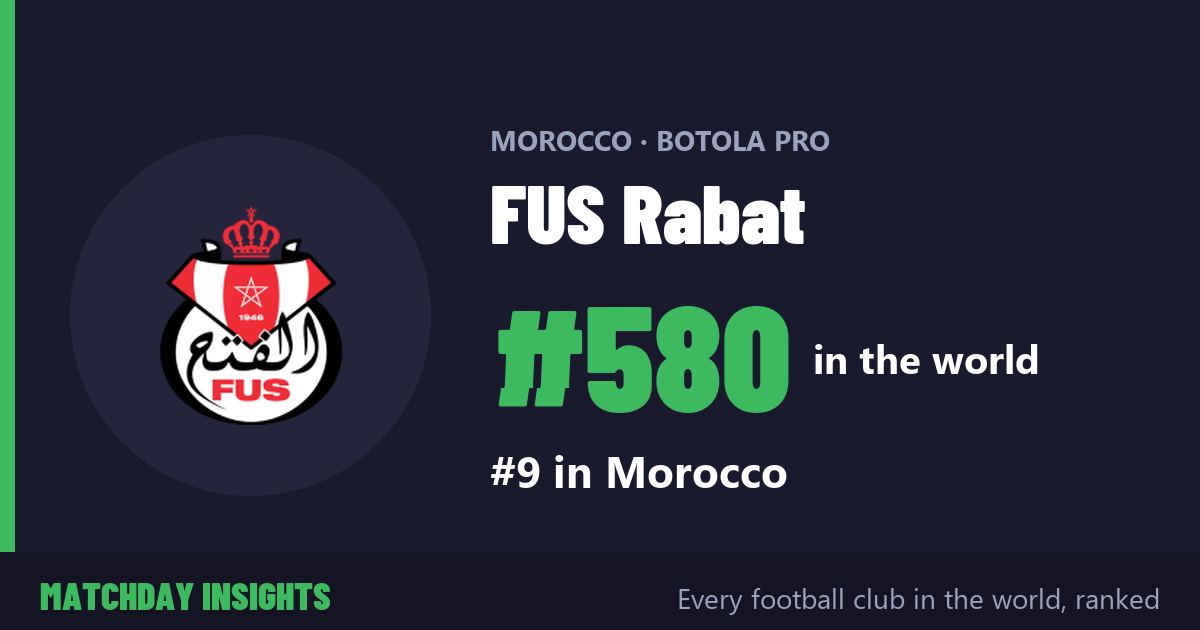 MOROCCO · BOTOLA PRO
FUS Rabat
#580 in the world
#9 in Morocco
1946
الفتح
FUS
MATCHDAY INSIGHTS
Every football club in the world, ranked